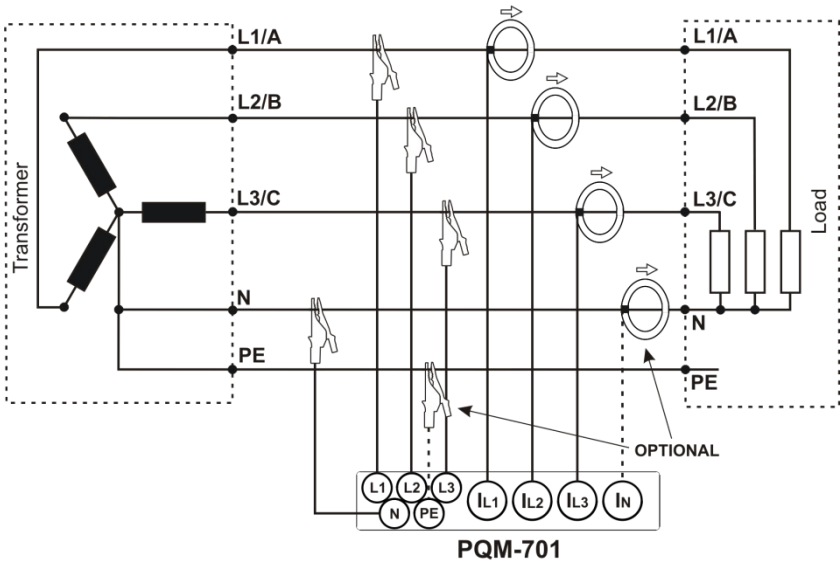 L1/A
L1/A
L2/B
L2/B
L3/C
L3/C
Transformer
Load
N
N
PE
PE
OPTIONAL
L1
L2
L3
N
PE
IL1
IL2
IL3
IN
PQM-701